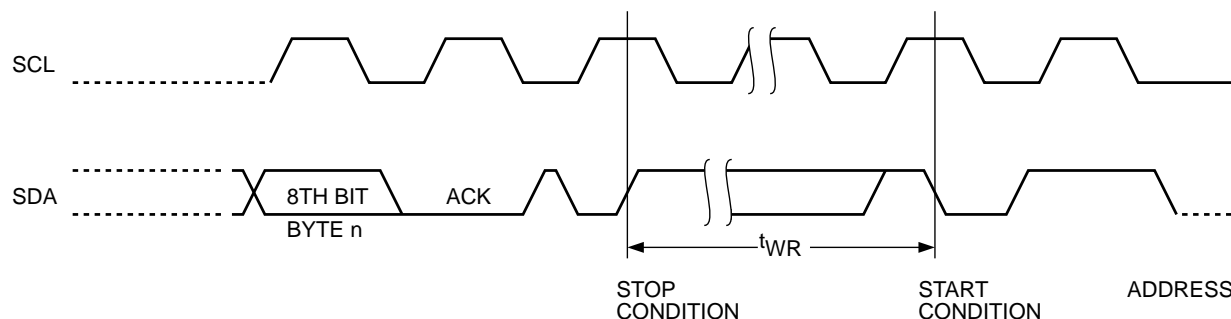 SCL
SDA
8TH BIT
ACK
BYTE n
tWR
STOP
CONDITION
START
CONDITION
ADDRESS